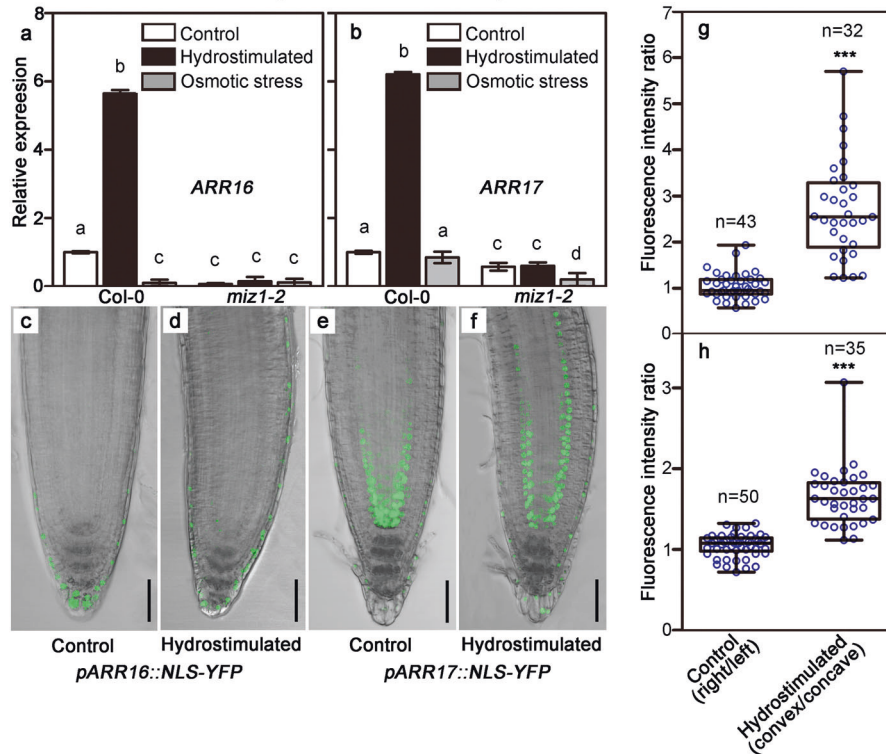 a
Control
Hydrostimulated
Osmotic stress
b
Control
Hydrostimulated
Osmotic stress
Relative expreesion
8
6
4
2
0
a
b
c
c
c
c
ARR16
a
b
a
c
c
d
ARR17
Col-0
miz1-2
Col-0
miz1-2
c
d
e
f
Control
Hydrostimulated
Control
Hydrostimulated
pARR16::NLS-YFP
pARR17::NLS-YFP
g
Fluorescence intensity ratio
7
6
5
4
3
2
1
0
n=43
n=32
***
h
Fluorescence intensity ratio
3
2
1
0
n=50
n=35
***
Control
(right/left)
Hydrostimulated
(convex/concave)